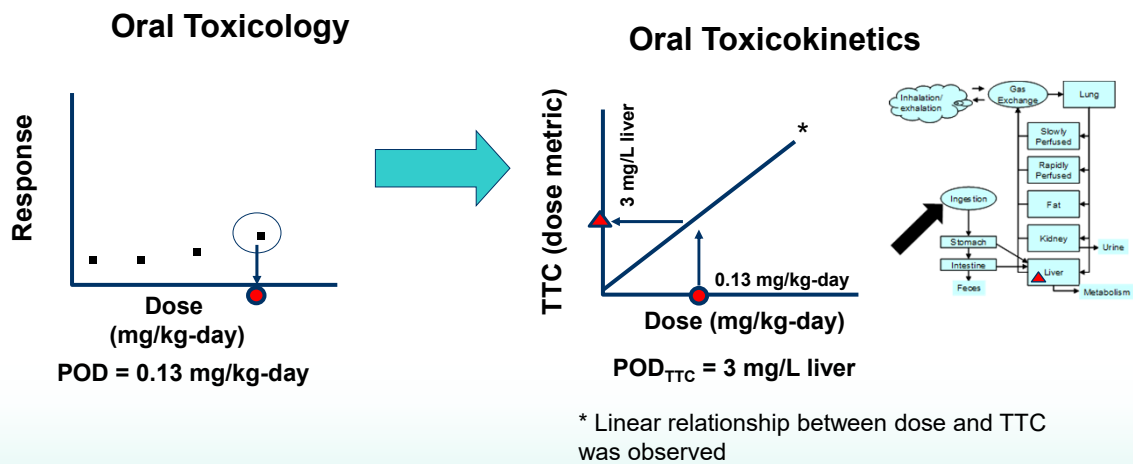 Oral Toxicology
Response
Dose
(mg/kg-day)
POD = 0.13 mg/kg-day
Oral Toxicokinetics
TTC (dose metric)
3 mg/L liver
*
0.13 mg/kg-day
Dose (mg/kg-day)
POD_TTC = 3 mg/L liver
* Linear relationship between dose and TTC
was observed
Inhalation/
exhalation
Gas
Exchange
Lung
Slowly
Perfused
Rapidly
Perfused
Fat
Kidney
Urine
Liver
Metabolism
Ingestion
Stomach
Intestine
Feces